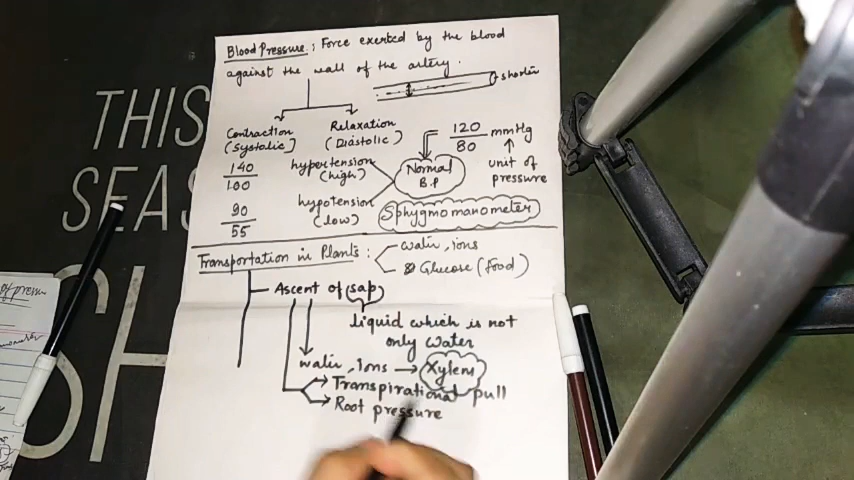 Blood Pressure : Force exerted by the blood
against the wall of the artery.
shorter
Contraction
(Systolic)
Relaxation
(Diastolic)
120
80
mmHg
140
100
hypertension
(high)
Normal
B.P
unit of
pressure
90
55
hypotension
(low)
Sphygmomanometer
Transportation in Plants :
water, ions
Glucose (Food)
Ascent of (sap)
liquid which is not
only water
water, ions → Xylem
Transpirational pull
Root pressure
THIS
SEAS
SH
of pressu